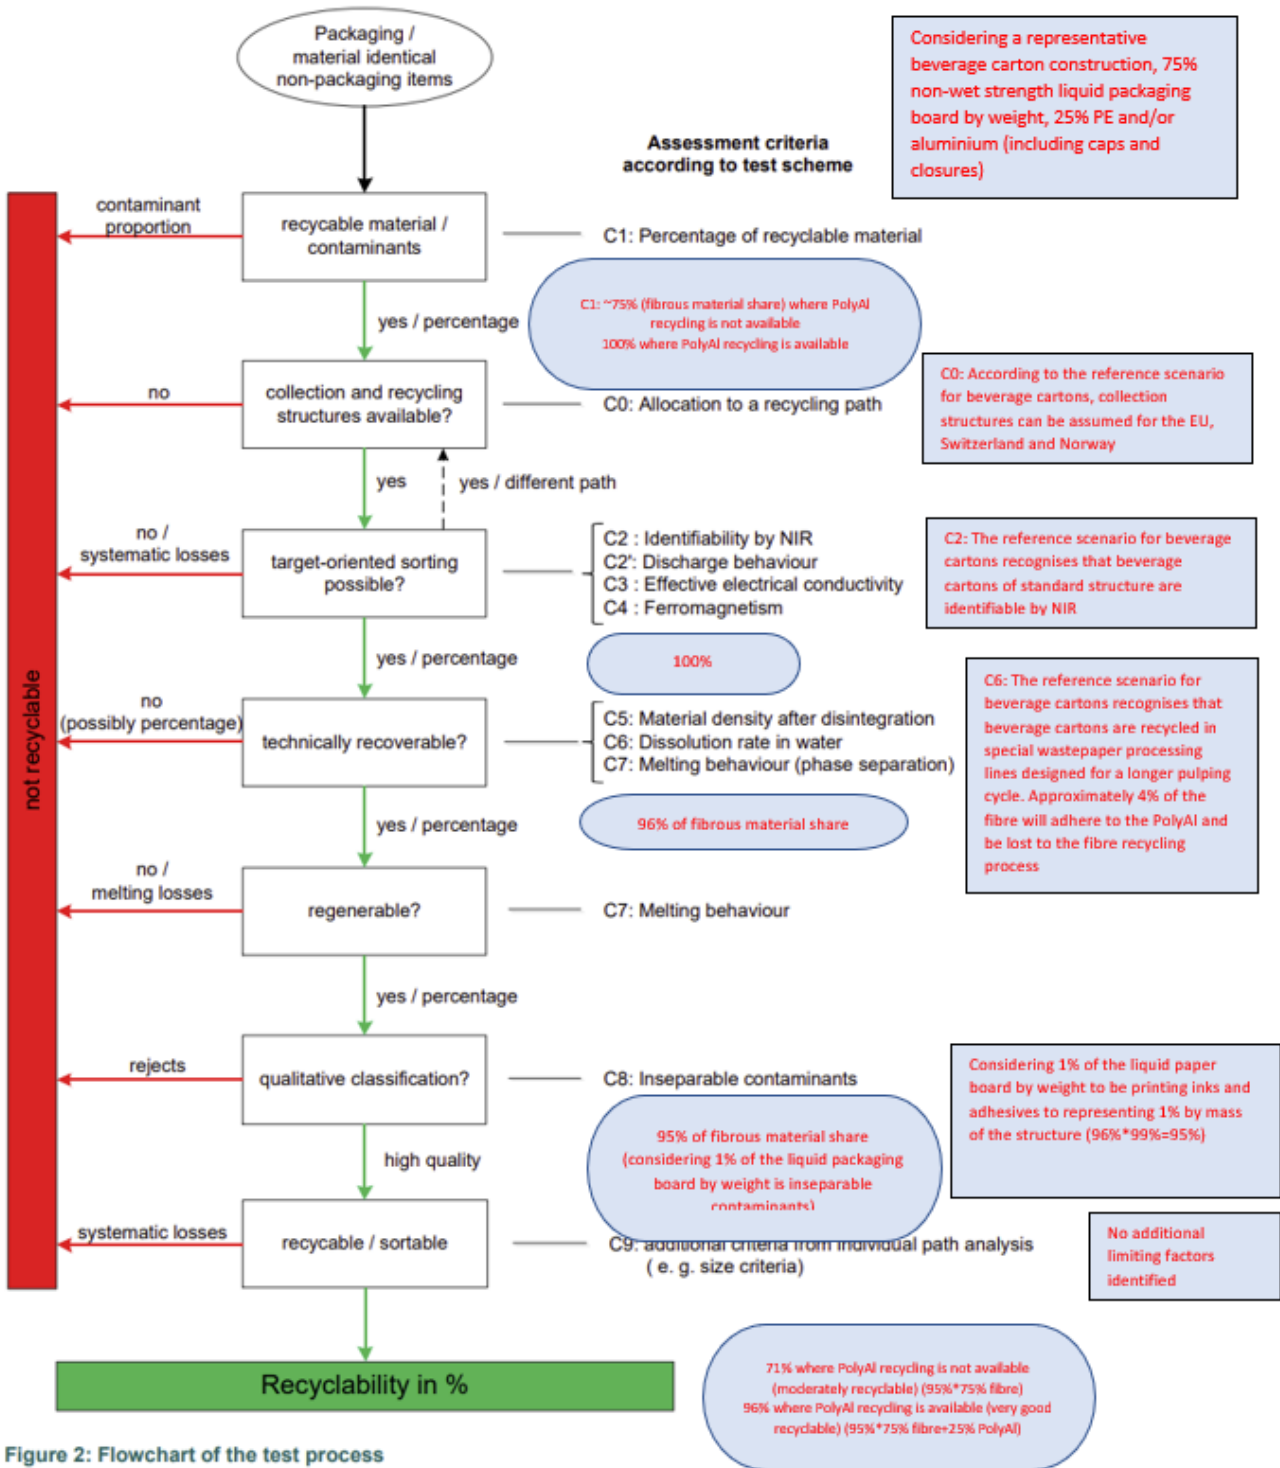 Packaging /
material identical
non-packaging items
Considering a representative
beverage carton construction, 75%
non-wet strength liquid packaging
board by weight, 25% PE and/or
aluminium (including caps and
closures)
Assessment criteria
according to test scheme
contaminant
proportion
recycable material /
contaminants
C1: Percentage of recyclable material
yes / percentage
C1: ~75% (fibrous material share) where PolyAl
recycling is not available
100% where PolyAl recycling is available
no
collection and recycling
structures available?
C0: Allocation to a recycling path
C0: According to the reference scenario
for beverage cartons, collection
structures can be assumed for the EU,
Switzerland and Norway
yes
yes / different path
no /
systematic losses
target-oriented sorting
possible?
C2 : Identifiability by NIR
C2': Discharge behaviour
C3 : Effective electrical conductivity
C4 : Ferromagnetism
C2: The reference scenario for beverage
cartons recognises that beverage
cartons of standard structure are
identifiable by NIR
yes / percentage
100%
not recyclable
no
(possibly percentage)
technically recoverable?
C5: Material density after disintegration
C6: Dissolution rate in water
C7: Melting behaviour (phase separation)
C6: The reference scenario for
beverage cartons recognises that
beverage cartons are recycled in
special wastepaper processing
lines designed for a longer pulping
cycle. Approximately 4% of the
fibre will adhere to the PolyAl and
be lost to the fibre recycling
process
yes / percentage
96% of fibrous material share
no /
melting losses
regenerable?
C7: Melting behaviour
yes / percentage
rejects
qualitative classification?
C8: Inseparable contaminants
Considering 1% of the liquid paper
board by weight to be printing inks and
adhesives to representing 1% by mass
of the structure (96%*99%=95%)
high quality
95% of fibrous material share
(considering 1% of the liquid packaging
board by weight is inseparable
contaminants)
systematic losses
recycable / sortable
C9: additional criteria from individual path analysis
( e. g. size criteria)
No additional
limiting factors
identified
Recyclability in %
71% where PolyAl recycling is not available
(moderately recyclable) (95%*75% fibre)
96% where PolyAl recycling is available (very good
recyclable) (95%*75% fibre+25% PolyAl)
Figure 2: Flowchart of the test process